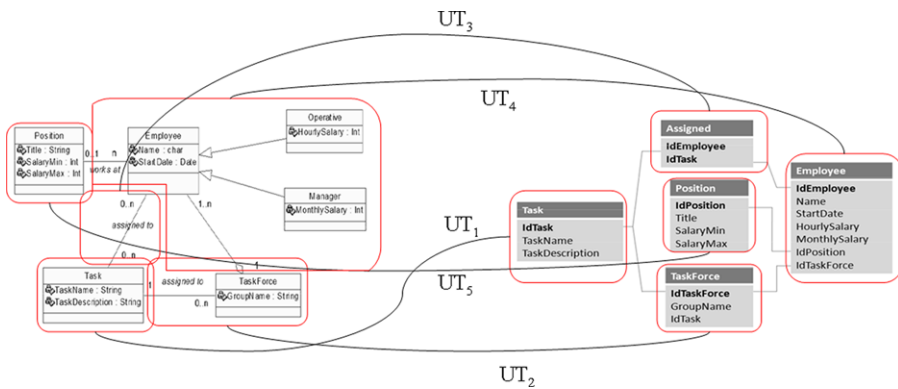 UT3
UT4
Position
Title : String
SalaryMin : Int
SalaryMax : Int
0..1
n
works at
Employee
Name : char
StartDate : Date
Operative
HourlySalary : Int
Manager
MonthlySalary : Int
0..n
1..n
assigned to
0..n
Task
TaskName : String
TaskDescription : String
1
assigned to
0..n
1
TaskForce
GroupName : String
UT1
UT5
UT2
Task
IdTask
TaskName
TaskDescription
Assigned
IdEmployee
IdTask
Position
IdPosition
Title
SalaryMin
SalaryMax
TaskForce
IdTaskForce
GroupName
IdTask
Employee
IdEmployee
Name
StartDate
HourlySalary
MonthlySalary
IdPosition
IdTaskForce